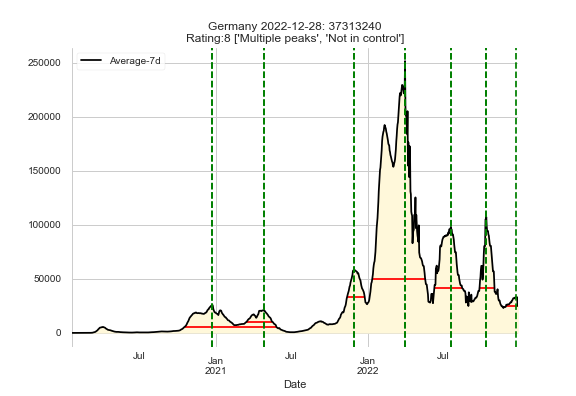 Germany 2022-12-28: 37313240
Rating:8 ['Multiple peaks', 'Not in control']
Average-7d
250000
200000
150000
100000
50000
0
Jul
Jan
2021
Jul
Jan
2022
Jul
Date